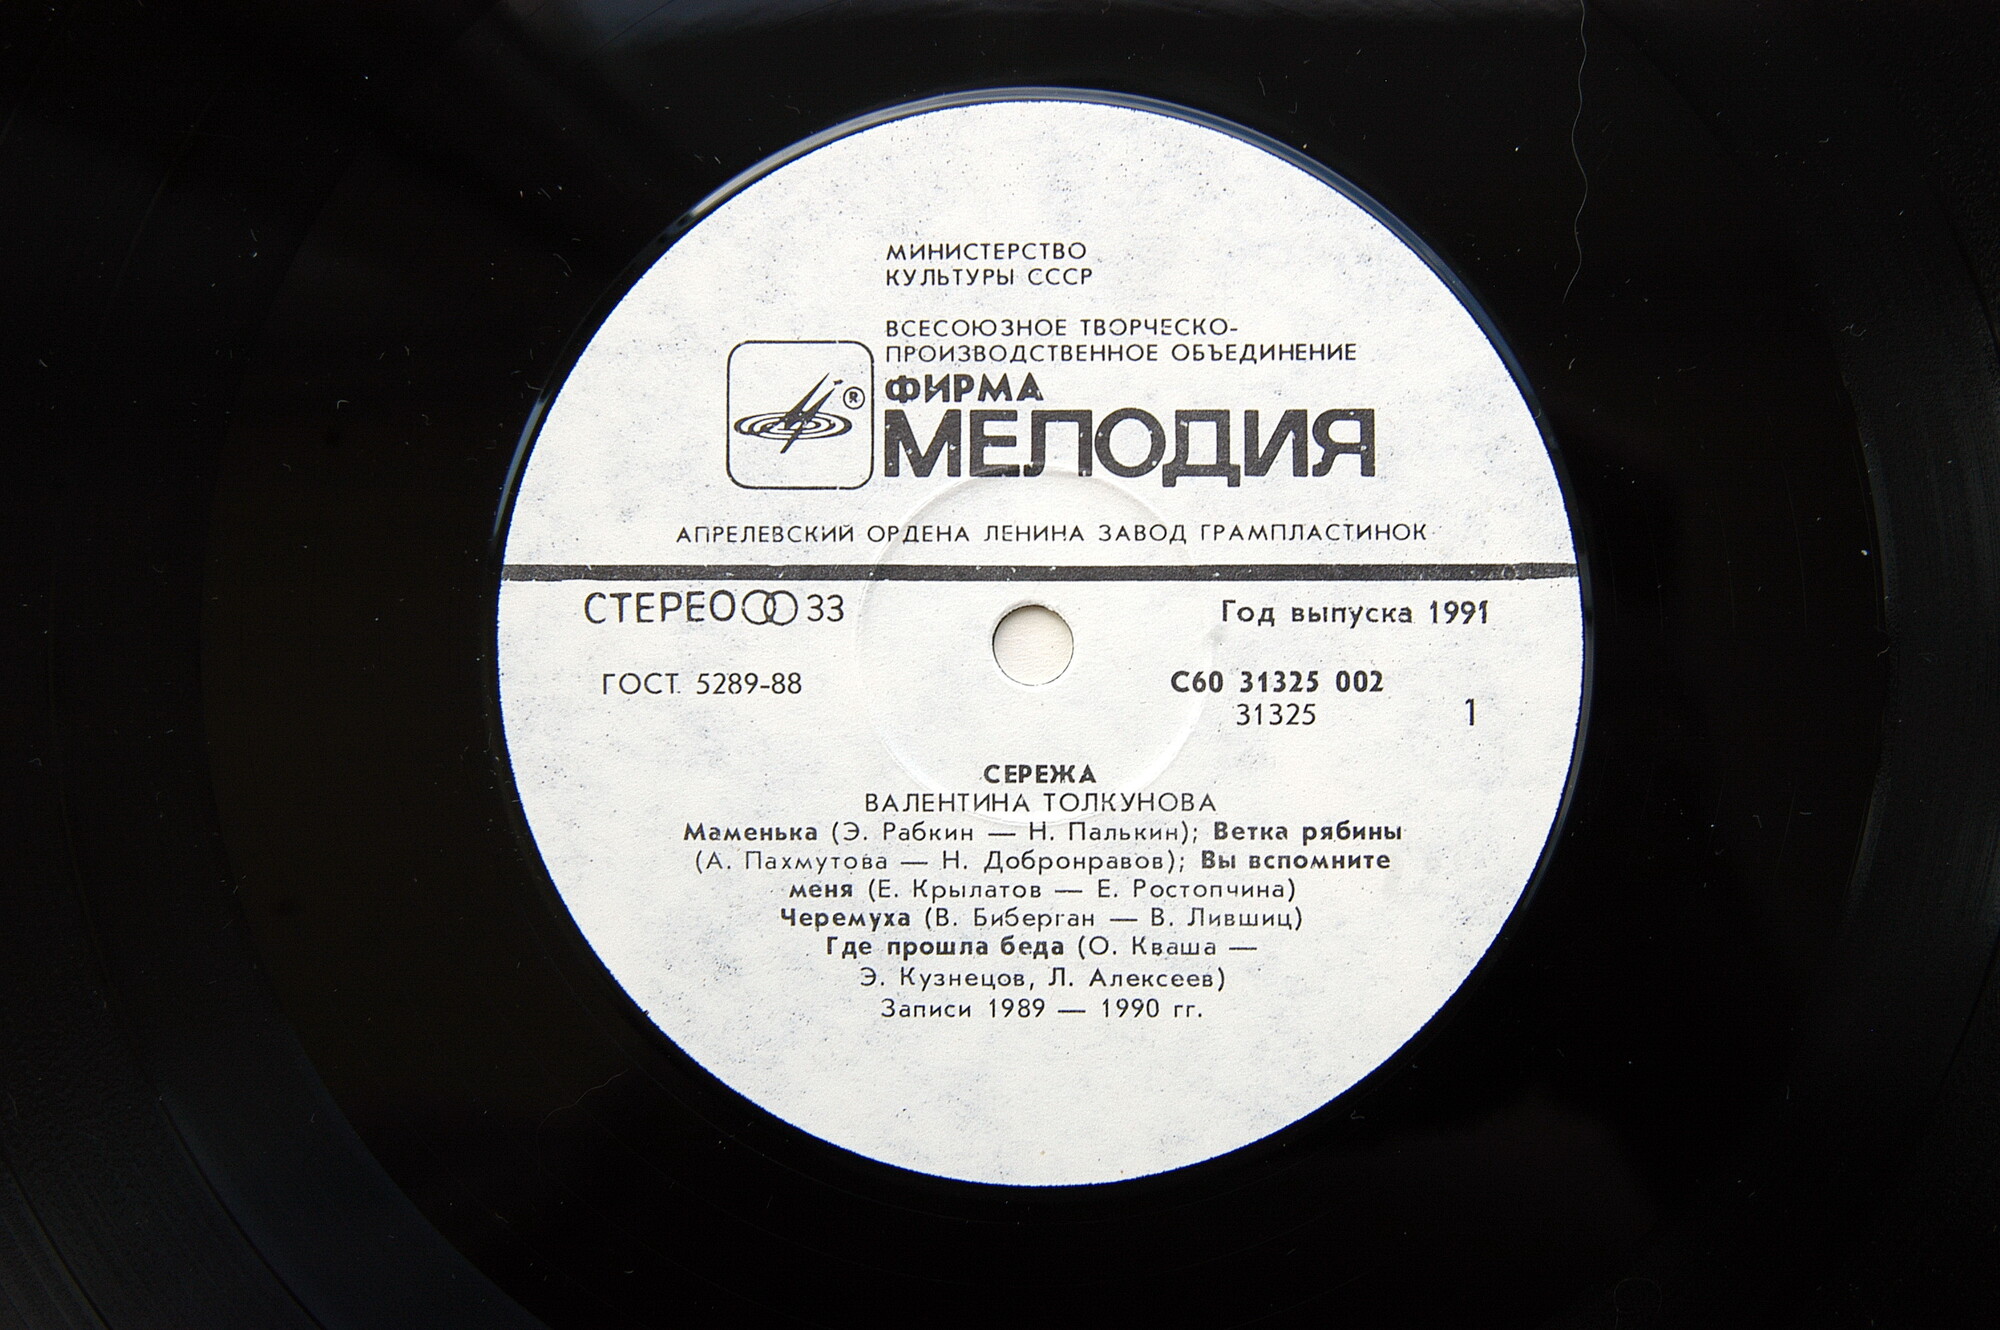 МИНИСТЕРСТВО
КУЛЬТУРЫ СССР
ВСЕСОЮЗНОЕ ТВОРЧЕСКО-
ПРОИЗВОДСТВЕННОЕ ОБЪЕДИНЕНИЕ
ФИРМА
®
МЕЛОДИЯ
АПРЕЛЕВСКИЙ ОРДЕНА ЛЕНИНА ЗАВОД ГРАМПЛАСТИНОК
СТЕРЕО 33
Год выпуска 1991
ГОСТ 5289-88
С60 31325 002
31325
1
СЕРЕЖА
ВАЛЕНТИНА ТОЛКУНОВА
Маменька (Э. Рабкин — Н. Палькин); Ветка рябины
(А. Пахмутова — Н. Добронравов); Вы вспомните
меня (Е. Крылатов — Е. Ростопчина)
Черемуха (В. Биберган — В. Лившиц)
Где прошла беда (О. Кваша —
Э. Кузнецов, Л. Алексеев)
Записи 1989 — 1990 гг.